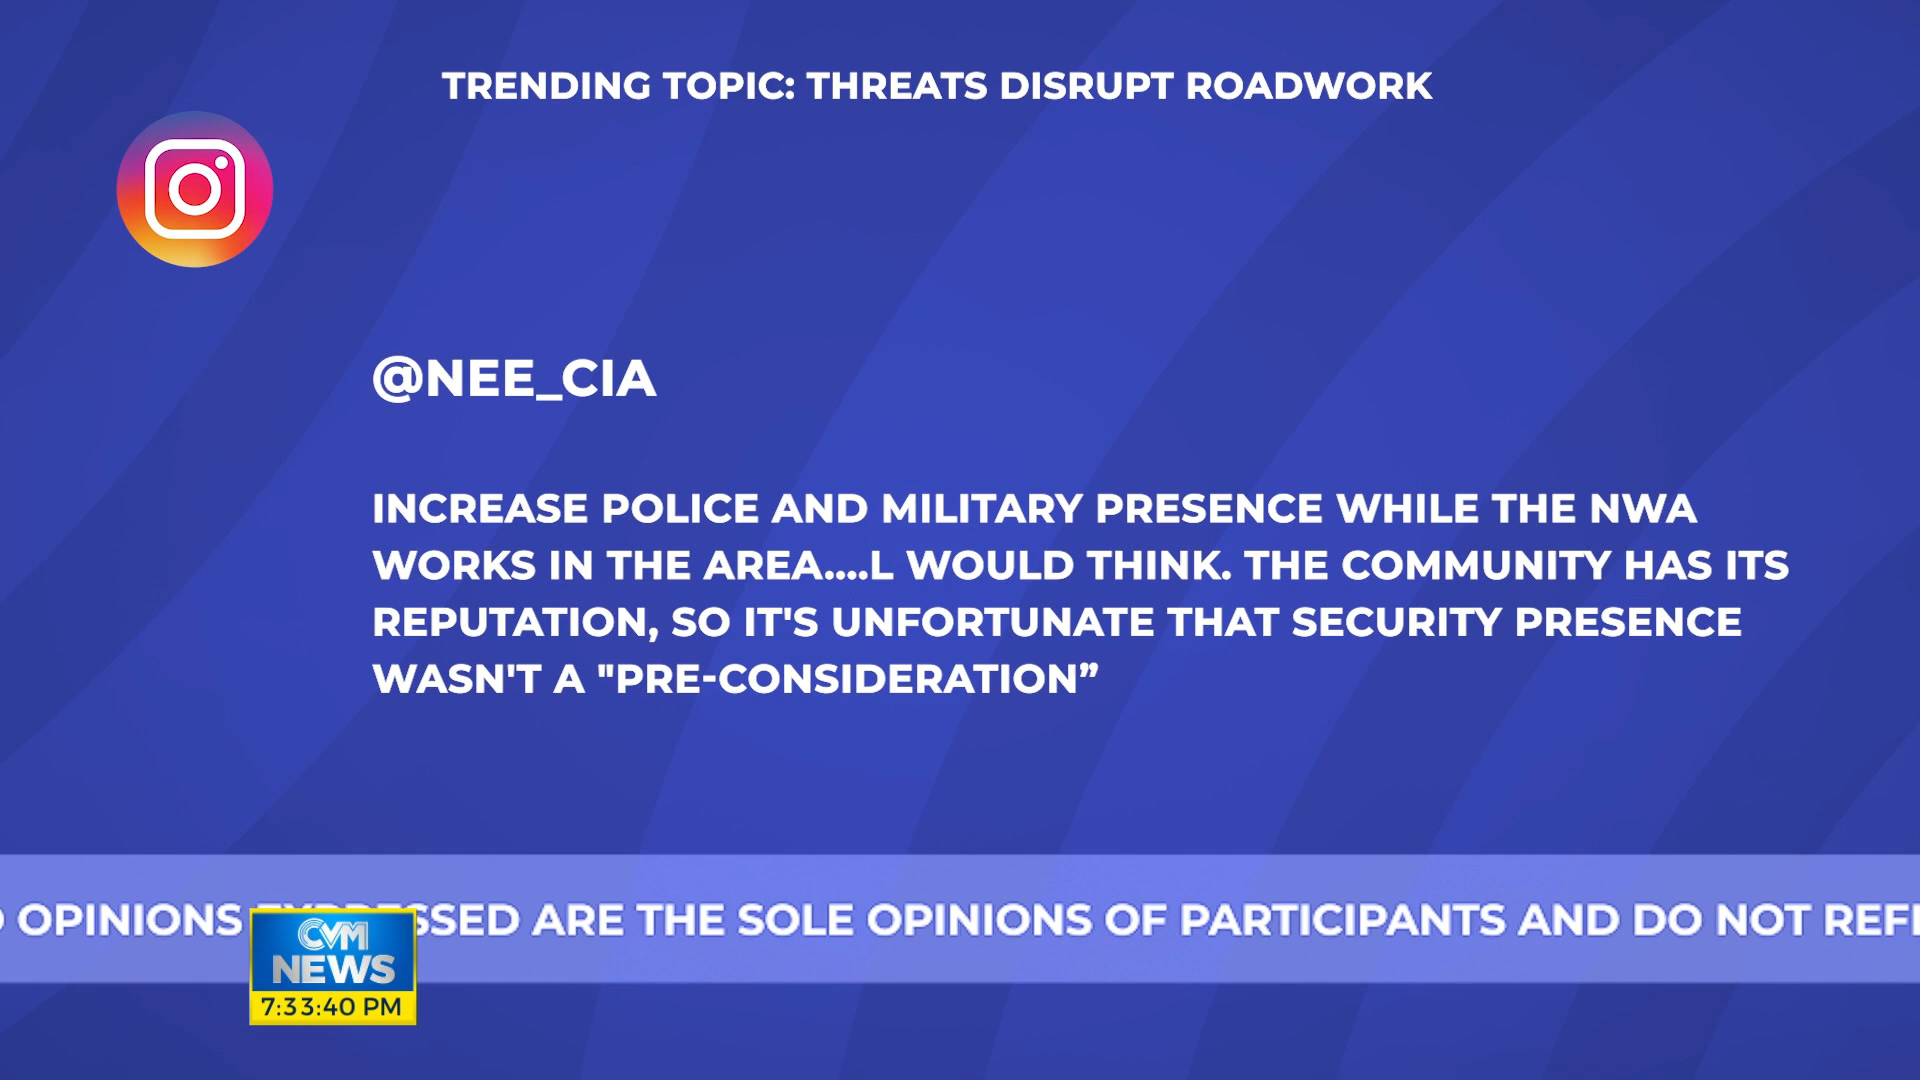 TRENDING TOPIC: THREATS DISRUPT ROADWORK
@NEE_CIA
INCREASE POLICE AND MILITARY PRESENCE WHILE THE NWA
WORKS IN THE AREA....L WOULD THINK. THE COMMUNITY HAS ITS
REPUTATION, SO IT'S UNFORTUNATE THAT SECURITY PRESENCE
WASN'T A "PRE-CONSIDERATION”
OPINIONS EXPRESSED ARE THE SOLE OPINIONS OF PARTICIPANTS AND DO NOT
CVM
NEWS
7:33:40 PM